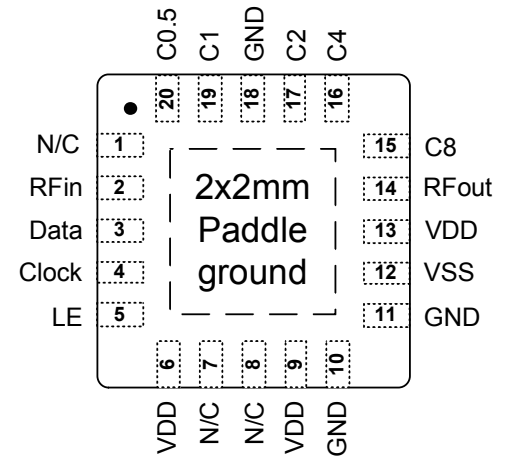 C0.5
C1
GND
C2
C4
20
19
18
17
16
N/C 1
RFin 2
Data 3
Clock 4
LE 5
2x2mm
Paddle
ground
15 C8
14 RFout
13 VDD
12 VSS
11 GND
6
7
8
9
10
VDD
N/C
N/C
VDD
GND